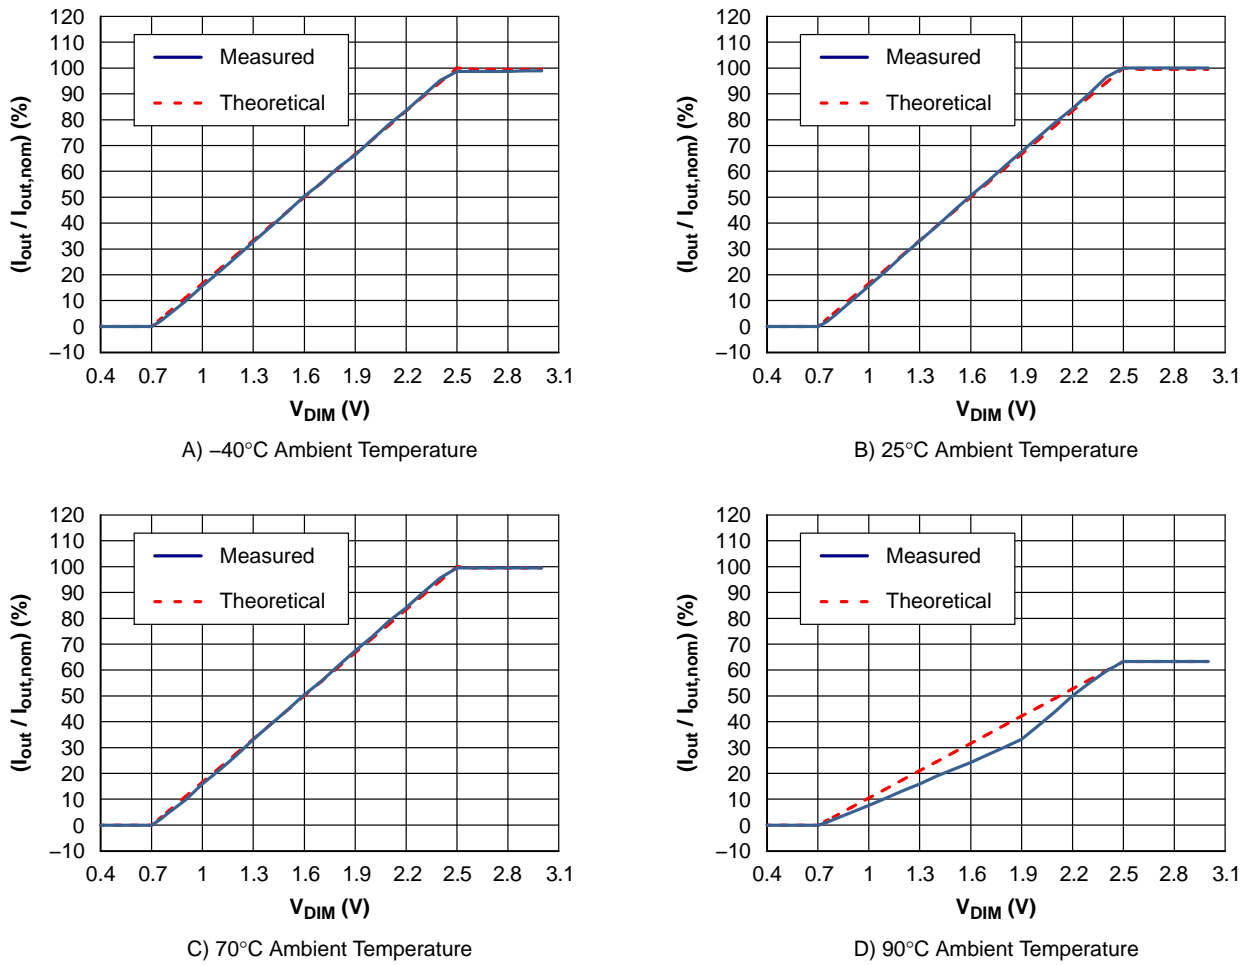 120
110
100
90
80
70
60
50
40
30
20
10
0
–10
(Iout / Iout,nom) (%)
Measured
Theoretical
0.4 0.7 1 1.3 1.6 1.9 2.2 2.5 2.8 3.1
VDIM (V)
A) –40°C Ambient Temperature
120
110
100
90
80
70
60
50
40
30
20
10
0
–10
(Iout / Iout,nom) (%)
Measured
Theoretical
0.4 0.7 1 1.3 1.6 1.9 2.2 2.5 2.8 3.1
VDIM (V)
B) 25°C Ambient Temperature
120
110
100
90
80
70
60
50
40
30
20
10
0
–10
(Iout / Iout,nom) (%)
Measured
Theoretical
0.4 0.7 1 1.3 1.6 1.9 2.2 2.5 2.8 3.1
VDIM (V)
C) 70°C Ambient Temperature
120
110
100
90
80
70
60
50
40
30
20
10
0
–10
(Iout / Iout,nom) (%)
Measured
Theoretical
0.4 0.7 1 1.3 1.6 1.9 2.2 2.5 2.8 3.1
VDIM (V)
D) 90°C Ambient Temperature